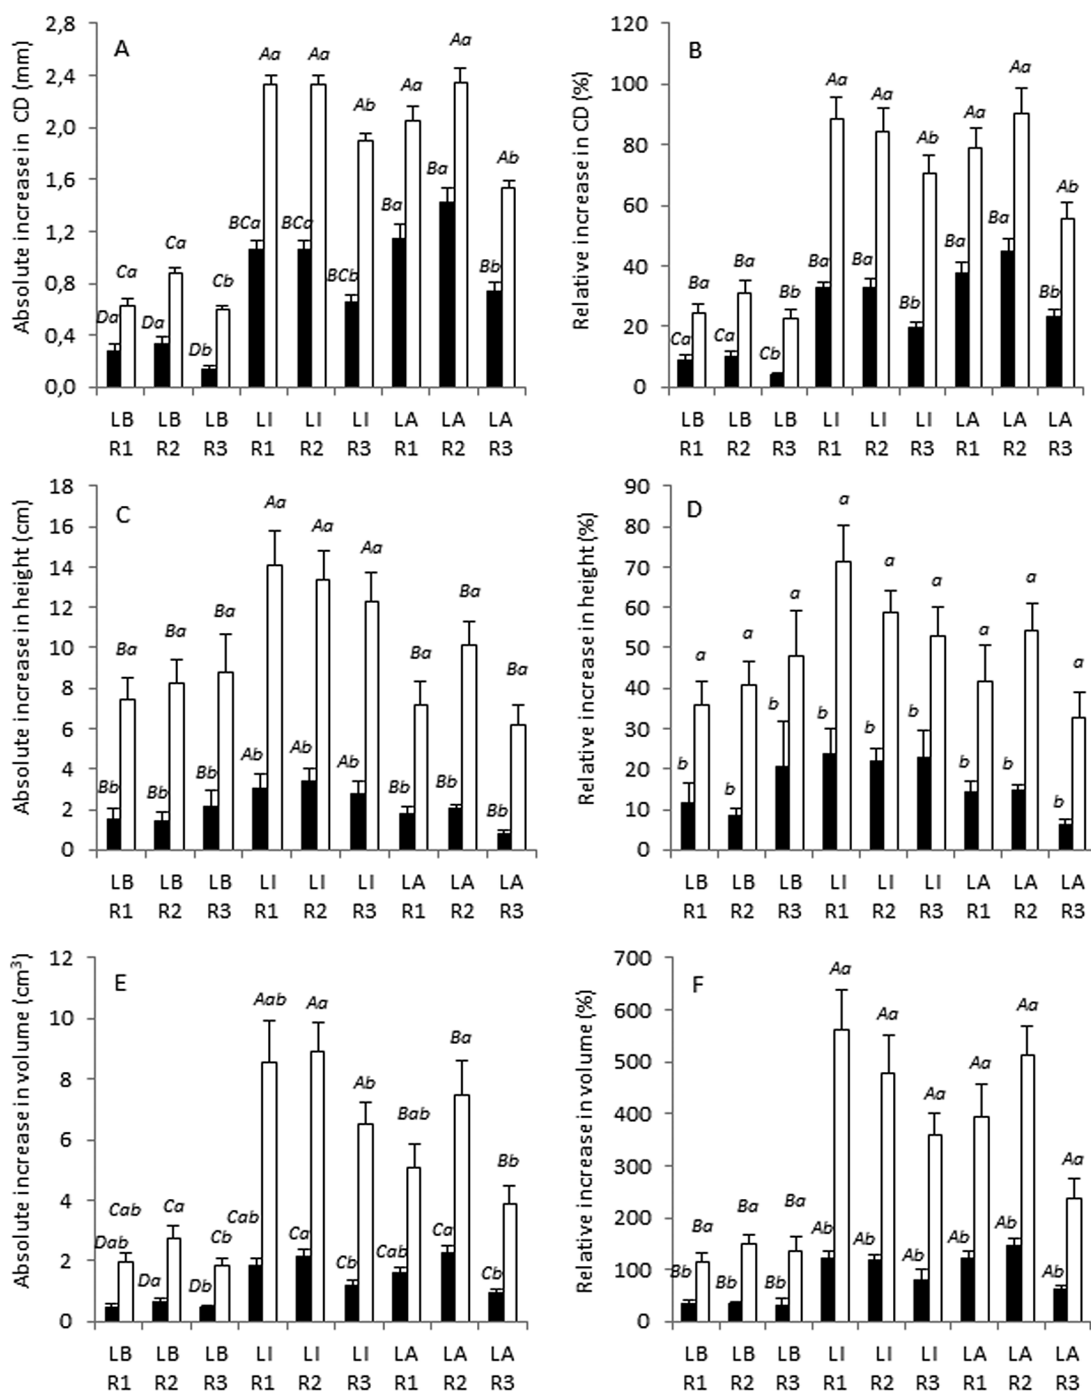 A
Absolute increase in CD (mm)
2,8
2,4
2,0
1,6
1,2
0,8
0,4
0,0
Da Ca Da Ca Db Cb BCa Aa BCa Aa BCb Ab Ba Aa Ba Aa Bb Ab
LB LB LB LI LI LI LA LA LA
R1 R2 R3 R1 R2 R3 R1 R2 R3
B
Relative increase in CD (%)
120
100
80
60
40
20
0
Ca Ba Ca Ba Cb Bb Ba Aa Ba Aa Bb Ab Ba Aa Ba Aa Bb Ab
LB LB LB LI LI LI LA LA LA
R1 R2 R3 R1 R2 R3 R1 R2 R3
C
Absolute increase in height (cm)
18
16
14
12
10
8
6
4
2
0
Bb Ba Bb Ba Bb Ba Ab Aa Ab Aa Ab Aa Bb Ba Bb Ba Bb Ba
LB LB LB LI LI LI LA LA LA
R1 R2 R3 R1 R2 R3 R1 R2 R3
D
Relative increase in height (%)
90
80
70
60
50
40
30
20
10
0
b a b a b a b a b a b a b a b a b a
LB LB LB LI LI LI LA LA LA
R1 R2 R3 R1 R2 R3 R1 R2 R3
E
Absolute increase in volume (cm³)
12
10
8
6
4
2
0
Dab Cab Da Ca Db Cb Cab Aab Ca Aa Cb Ab Cab Bab Ca Ba Cb Bb
LB LB LB LI LI LI LA LA LA
R1 R2 R3 R1 R2 R3 R1 R2 R3
F
Relative increase in volume (%)
700
600
500
400
300
200
100
0
Bb Ba Bb Ba Bb Ba Ab Aa Ab Aa Ab Aa Ab Aa Ab Aa Ab Aa
LB LB LB LI LI LI LA LA LA
R1 R2 R3 R1 R2 R3 R1 R2 R3